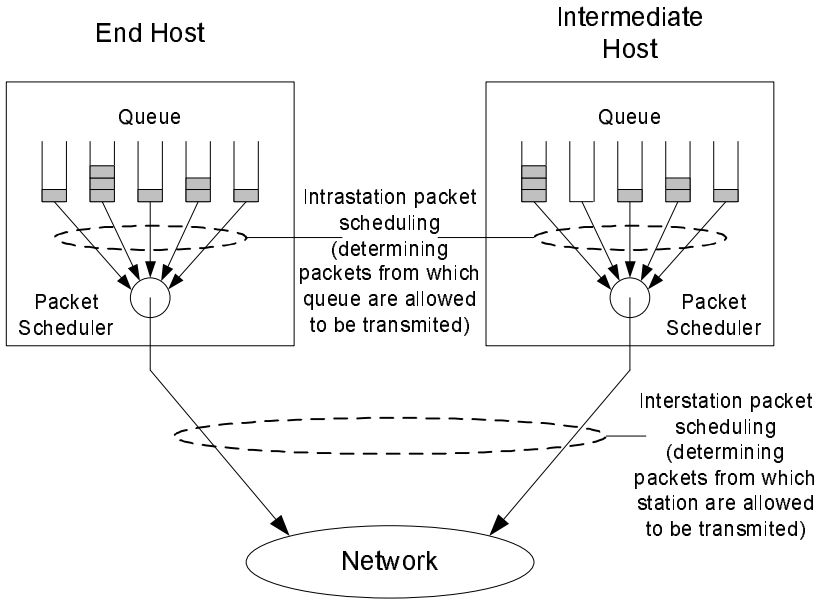 End Host
Intermediate
Host
Queue
Queue
Intrastation packet
scheduling
(determining
packets from which
queue are allowed
to be transmited)
Packet
Scheduler
Packet
Scheduler
Interstation packet
scheduling
(determining
packets from which
station are allowed
to be transmited)
Network